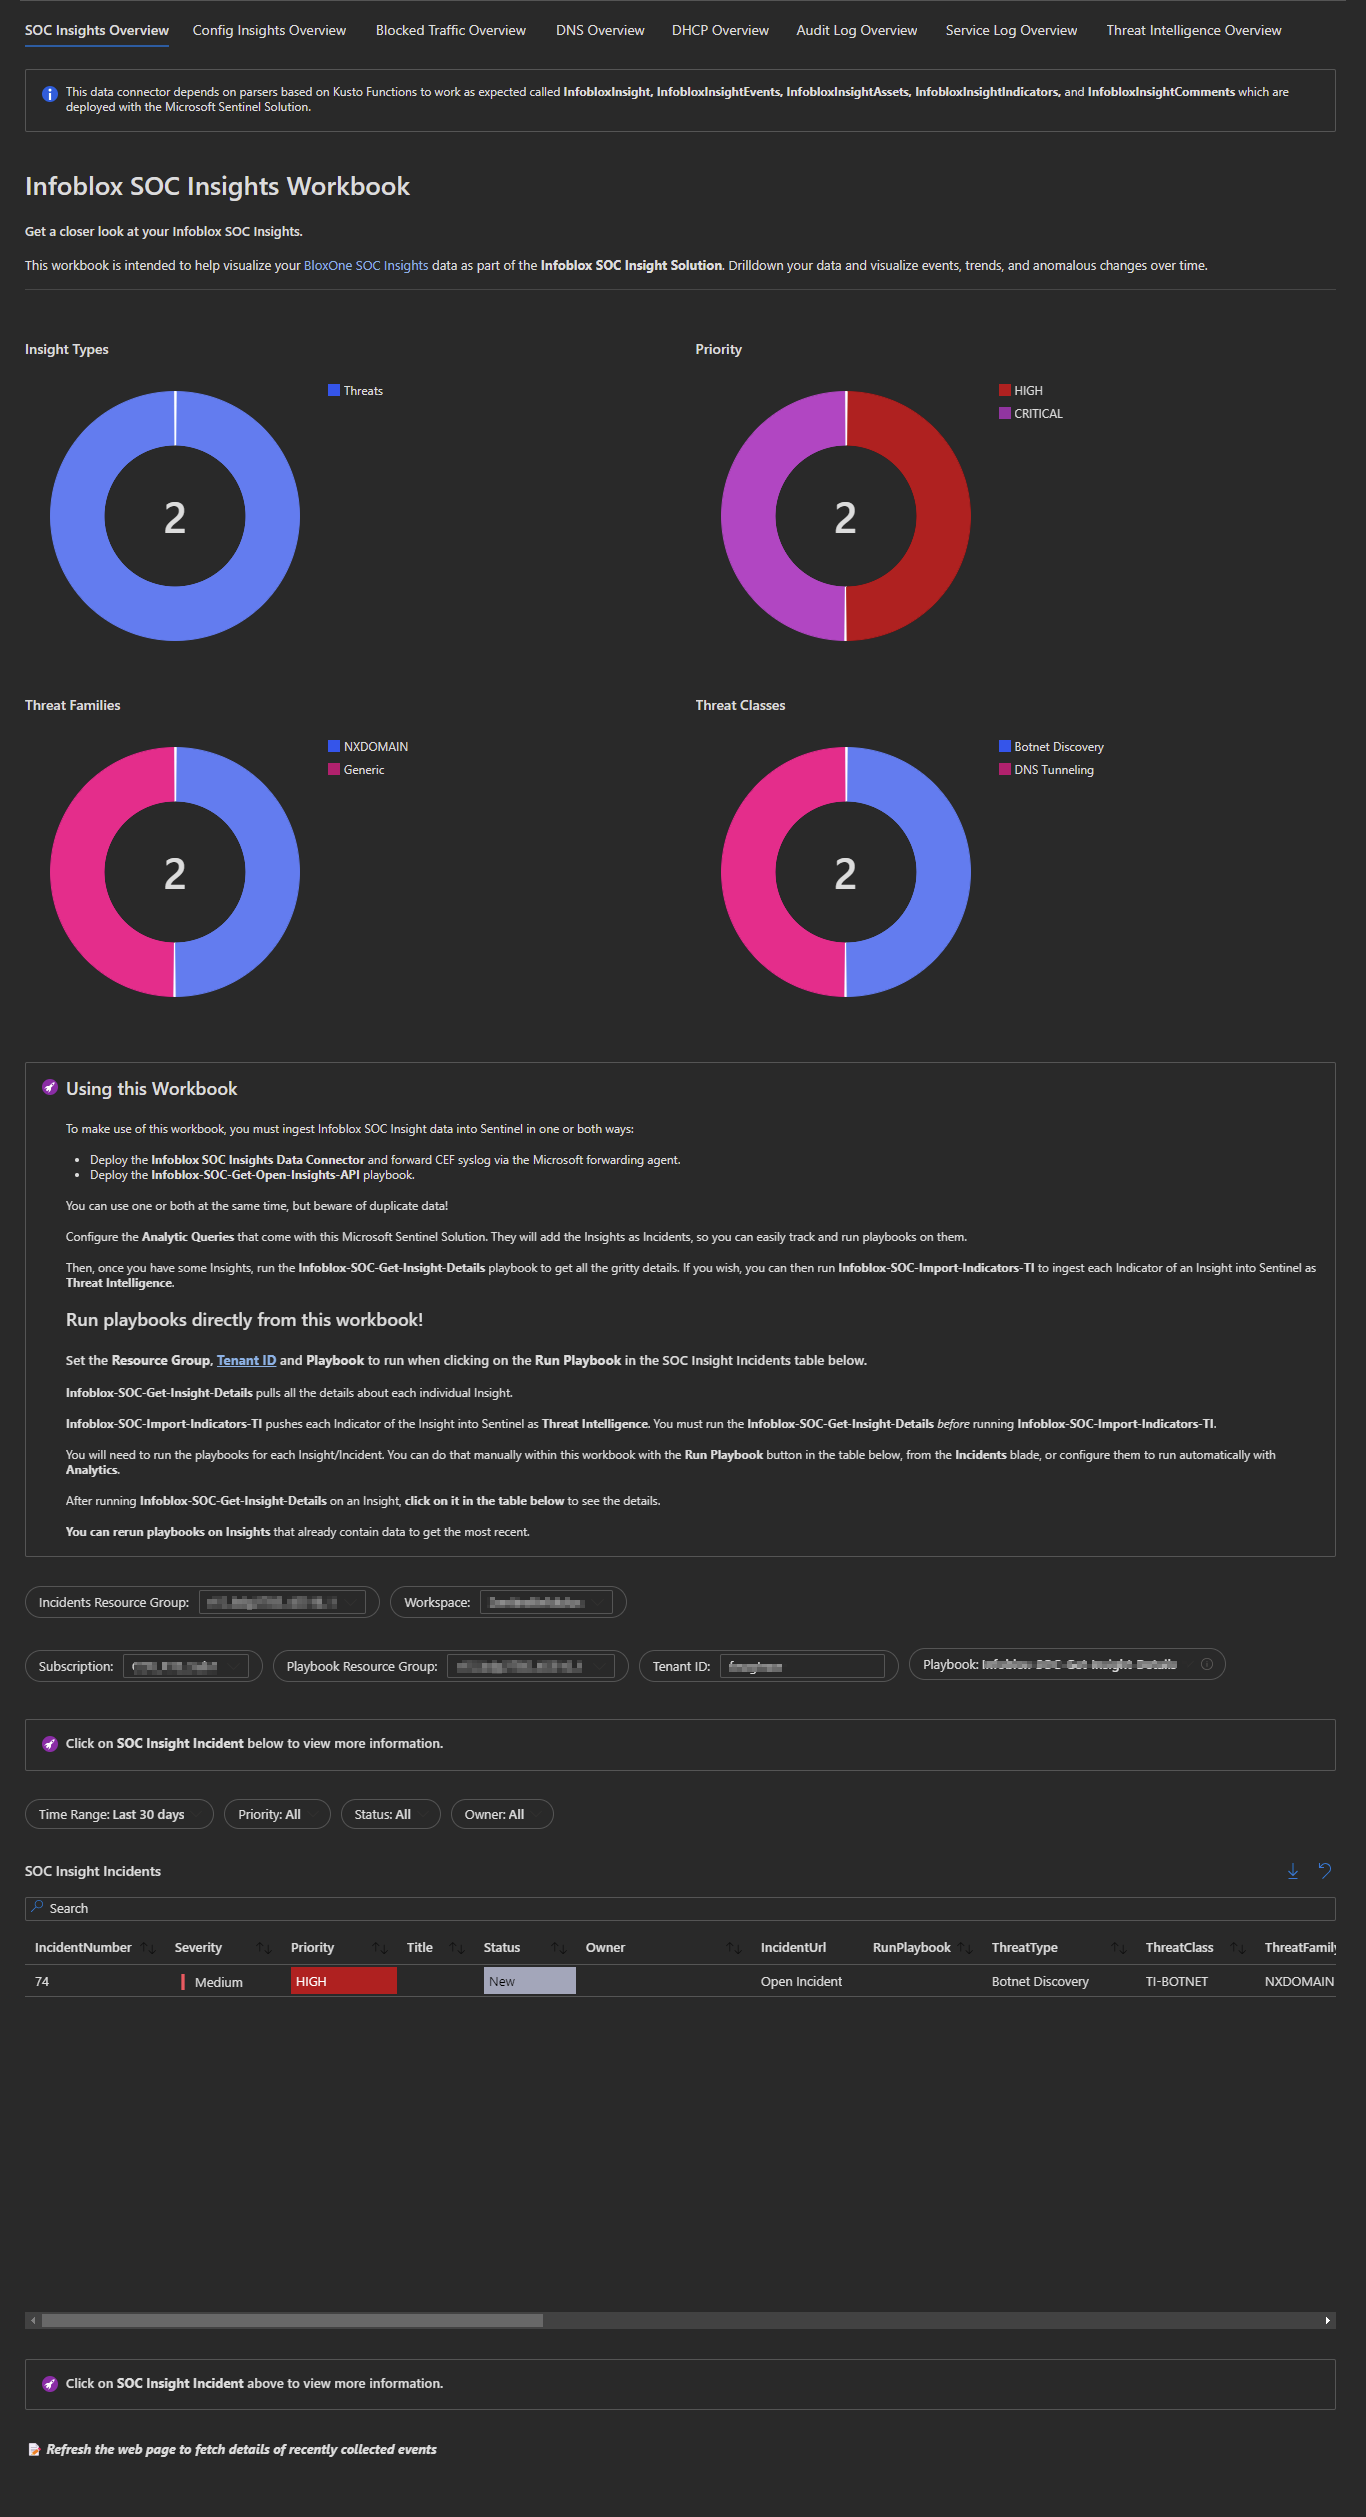 SOC Insights Overview
Config Insights Overview
Blocked Traffic Overview
DNS Overview
DHCP Overview
Audit Log Overview
Service Log Overview
Threat Intelligence Overview
This data connector depends on parsers based on Kusto Functions to work as expected called InfobloxInsight, InfobloxInsightEvents, InfobloxInsightAssets, InfobloxInsightIndicators, and InfobloxInsightComments which are
deployed with the Microsoft Sentinel Solution.
Infoblox SOC Insights Workbook
Get a closer look at your Infoblox SOC Insights.
This workbook is intended to help visualize your BloxOne SOC Insights data as part of the Infoblox SOC Insight Solution. Drilldown your data and visualize events, trends, and anomalous changes over time.
Insight Types
Threats
2
Priority
HIGH
CRITICAL
2
Threat Families
NXDOMAIN
Generic
2
Threat Classes
Botnet Discovery
DNS Tunneling
2
Using this Workbook
To make use of this workbook, you must ingest Infoblox SOC Insight data into Sentinel in one or both ways:
• Deploy the Infoblox SOC Insights Data Connector and forward CEF syslog via the Microsoft forwarding agent.
• Deploy the Infoblox-SOC-Get-Open-Insights-API playbook.
You can use one or both at the same time, but beware of duplicate data!
Configure the Analytic Queries that come with this Microsoft Sentinel Solution. They will add the Insights as Incidents, so you can easily track and run playbooks on them.
Then, once you have some Insights, run the Infoblox-SOC-Get-Insight-Details playbook to get all the gritty details. If you wish, you can then run Infoblox-SOC-Import-Indicators-TI to ingest each Indicator of an Insight into Sentinel as
Threat Intelligence.
Run playbooks directly from this workbook!
Set the Resource Group, Tenant ID and Playbook to run when clicking on the Run Playbook in the SOC Insight Incidents table below.
Infoblox-SOC-Get-Insight-Details pulls all the details about each individual Insight.
Infoblox-SOC-Import-Indicators-TI pushes each Indicator of the Insight into Sentinel as Threat Intelligence. You must run the Infoblox-SOC-Get-Insight-Details before running Infoblox-SOC-Import-Indicators-TI.
You will need to run the playbooks for each Insight/Incident. You can do that manually within this workbook with the Run Playbook button in the table below, from the Incidents blade, or configure them to run automatically with
Analytics.
After running Infoblox-SOC-Get-Insight-Details on an Insight, click on it in the table below to see the details.
You can rerun playbooks on Insights that already contain data to get the most recent.
Incidents Resource Group:
Workspace:
Subscription:
Playbook Resource Group:
Tenant ID:
Playbook: Infoblox-SOC-Get-Insight-Details
Click on SOC Insight Incident below to view more information.
Time Range: Last 30 days
Priority: All
Status: All
Owner: All
SOC Insight Incidents
Search
IncidentNumber Severity Priority Title Status Owner IncidentUrl RunPlaybook ThreatType ThreatClass ThreatFamily
74 Medium HIGH New Open Incident Botnet Discovery TI-BOTNET NXDOMAIN
Click on SOC Insight Incident above to view more information.
Refresh the web page to fetch details of recently collected events